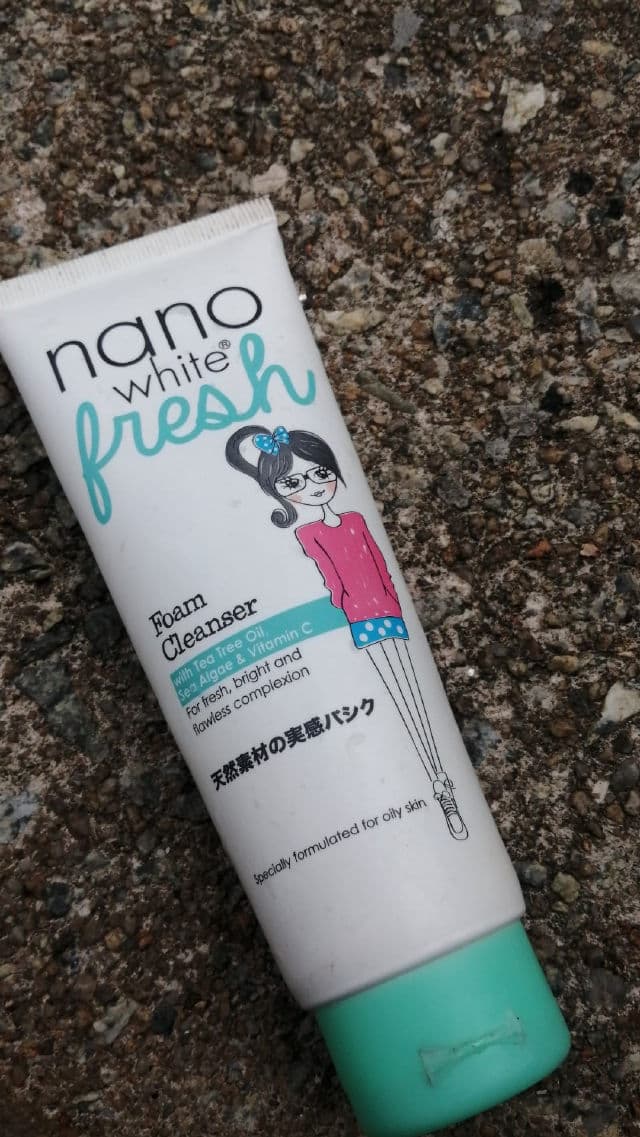 nano
white®
fresh
Foam
Cleanser
with Tea Tree Oil
Sea Algae & Vitamin C
For fresh, bright and
flawless complexion
天然素材の実感パシク
Specially formulated for oily skin